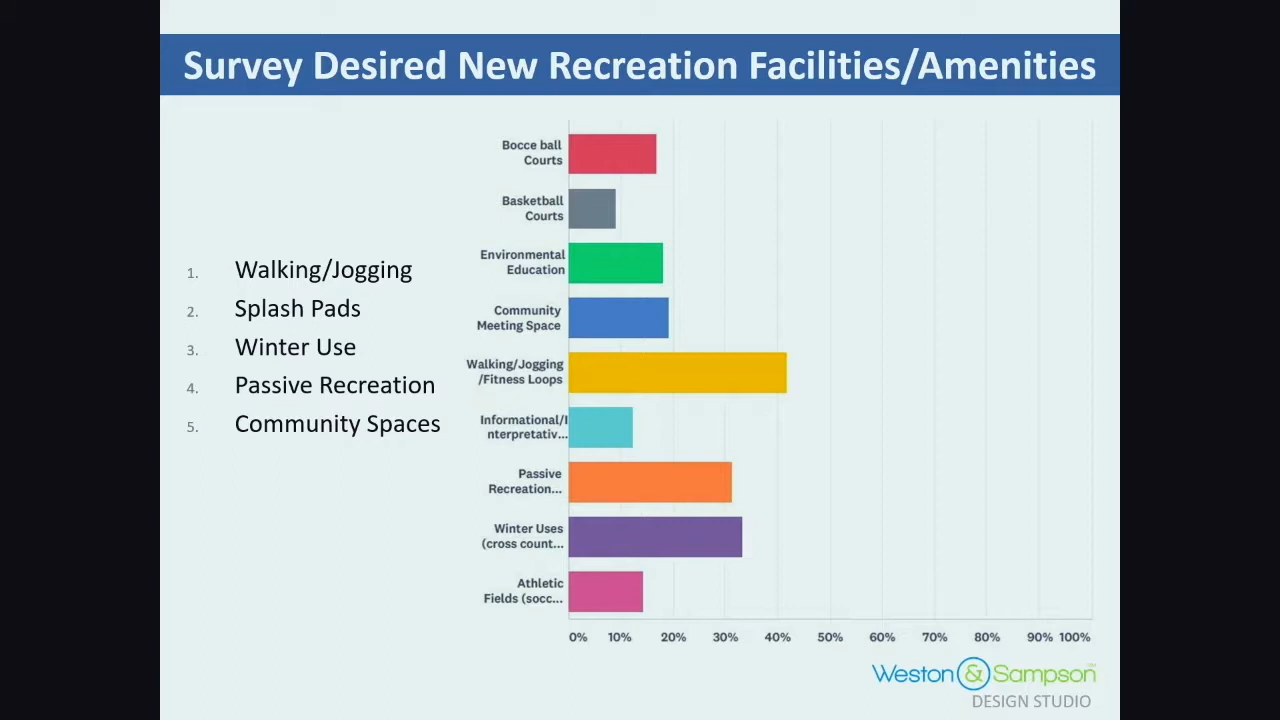 Survey Desired New Recreation Facilities/Amenities
1. Walking/Jogging
2. Splash Pads
3. Winter Use
4. Passive Recreation
5. Community Spaces
Bocce ball
Courts
Basketball
Courts
Environmental
Education
Community
Meeting Space
Walking/Jogging
/Fitness Loops
Informational/I
nterpretativ...
Passive
Recreation...
Winter Uses
(cross count...
Athletic
Fields (socc...
0% 10% 20% 30% 40% 50% 60% 70% 80% 90% 100%
Weston & Sampson™
DESIGN STUDIO